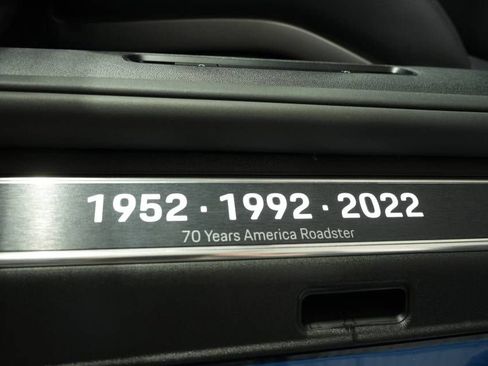 1952 · 1992 · 2022
70 Years America Roadster